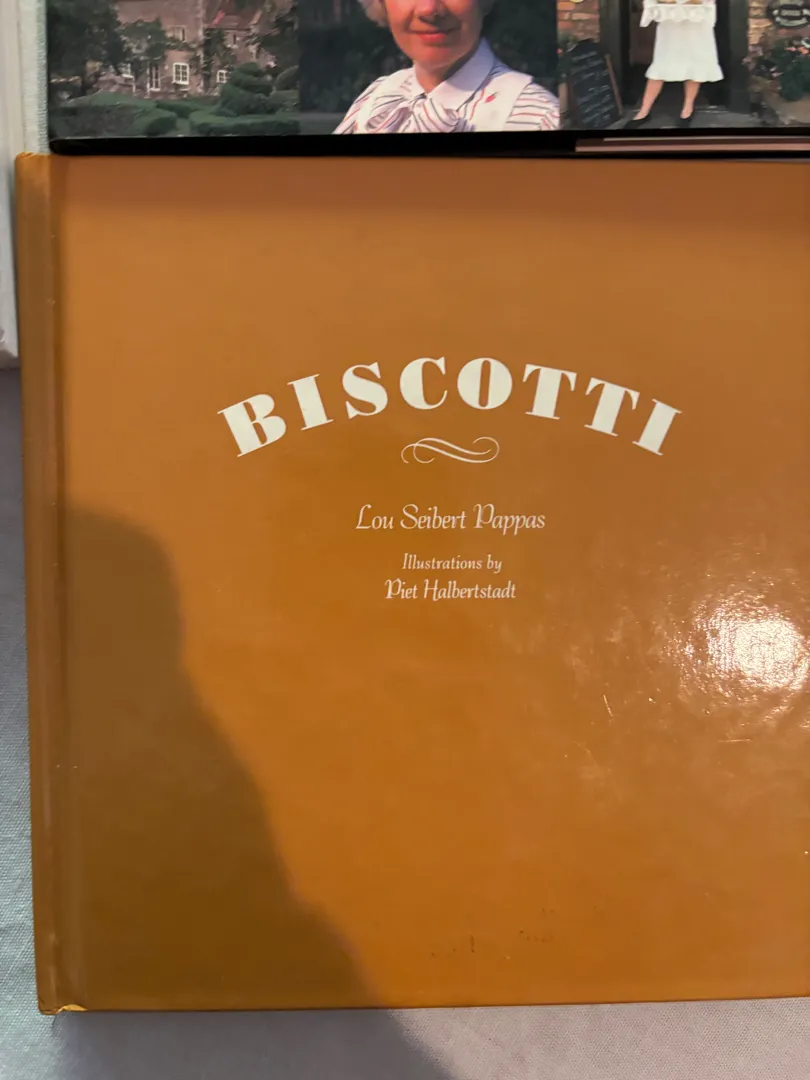 BISCOTTI
Lou Seibert Pappas
Illustrations by
Piet Halbertstadt